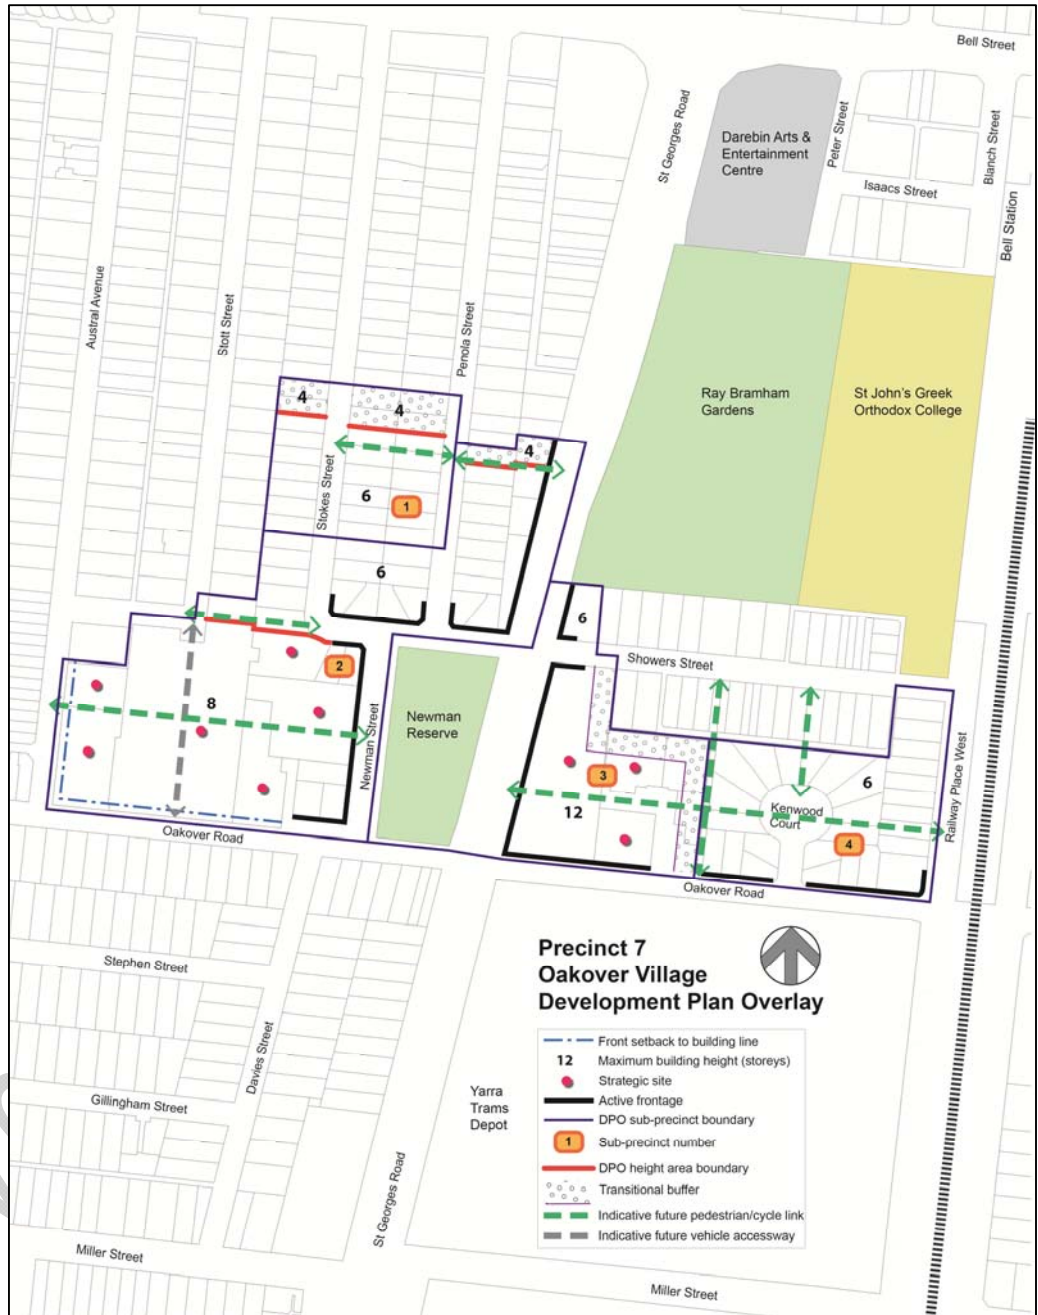 Bell Street
St Georges Road
Darebin Arts &
Entertainment
Centre
Peter Street
Blanch Street
Isaacs Street
Bell Station
Austral Avenue
Stott Street
Penola Street
Ray Bramham
Gardens
St John's Greek
Orthodox College
4
4
4
Stokes Street
6
1
6
6
Showers Street
2
8
Newman Street
Newman
Reserve
3
12
6
Kenwood
Court
4
Railway Place West
Oakover Road
Oakover Road
Stephen Street
Davies Street
Gillingham Street
Yarra
Trams
Depot
St Georges Road
Miller Street
Miller Street
Precinct 7
Oakover Village
Development Plan Overlay
Front setback to building line
12 Maximum building height (storeys)
Strategic site
Active frontage
DPO sub-precinct boundary
1 Sub-precinct number
DPO height area boundary
Transitional buffer
Indicative future pedestrian/cycle link
Indicative future vehicle accessway